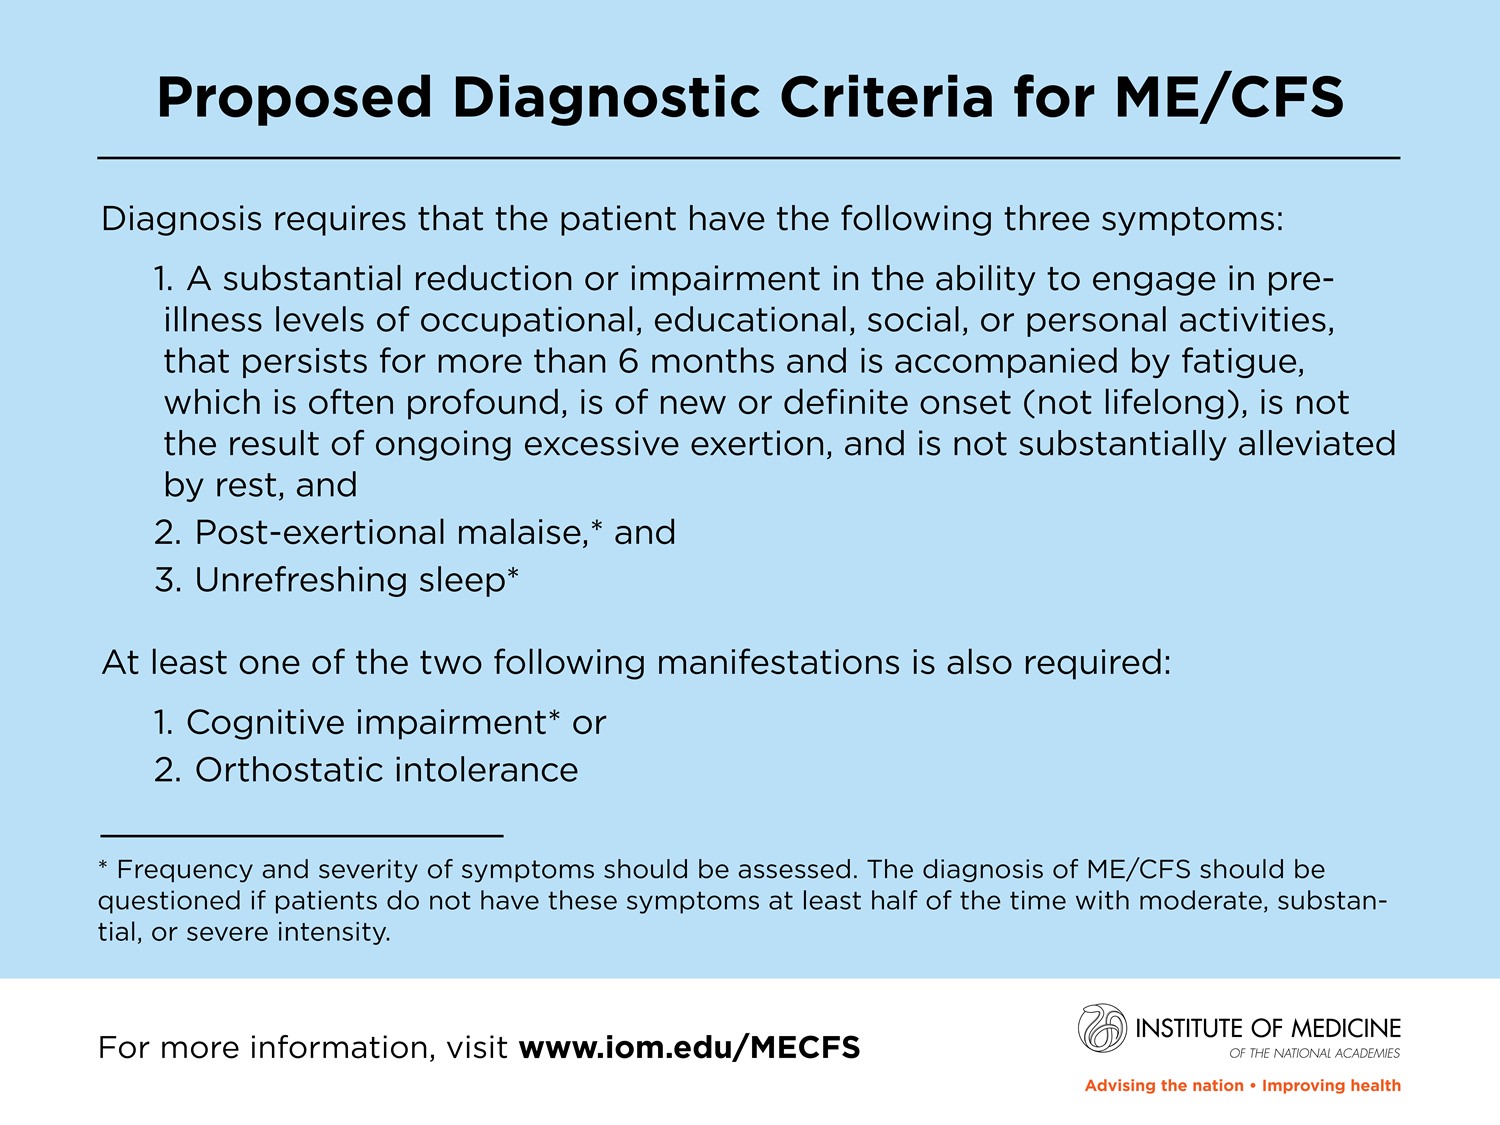 Proposed Diagnostic Criteria for ME/CFS
Diagnosis requires that the patient have the following three symptoms:
1. A substantial reduction or impairment in the ability to engage in pre-
illness levels of occupational, educational, social, or personal activities,
that persists for more than 6 months and is accompanied by fatigue,
which is often profound, is of new or definite onset (not lifelong), is not
the result of ongoing excessive exertion, and is not substantially alleviated
by rest, and
2. Post-exertional malaise,* and
3. Unrefreshing sleep*
At least one of the two following manifestations is also required:
1. Cognitive impairment* or
2. Orthostatic intolerance
* Frequency and severity of symptoms should be assessed. The diagnosis of ME/CFS should be
questioned if patients do not have these symptoms at least half of the time with moderate, substan-
tial, or severe intensity.
For more information, visit www.iom.edu/MECFS
INSTITUTE OF MEDICINE
OF THE NATIONAL ACADEMIES
Advising the nation • Improving health